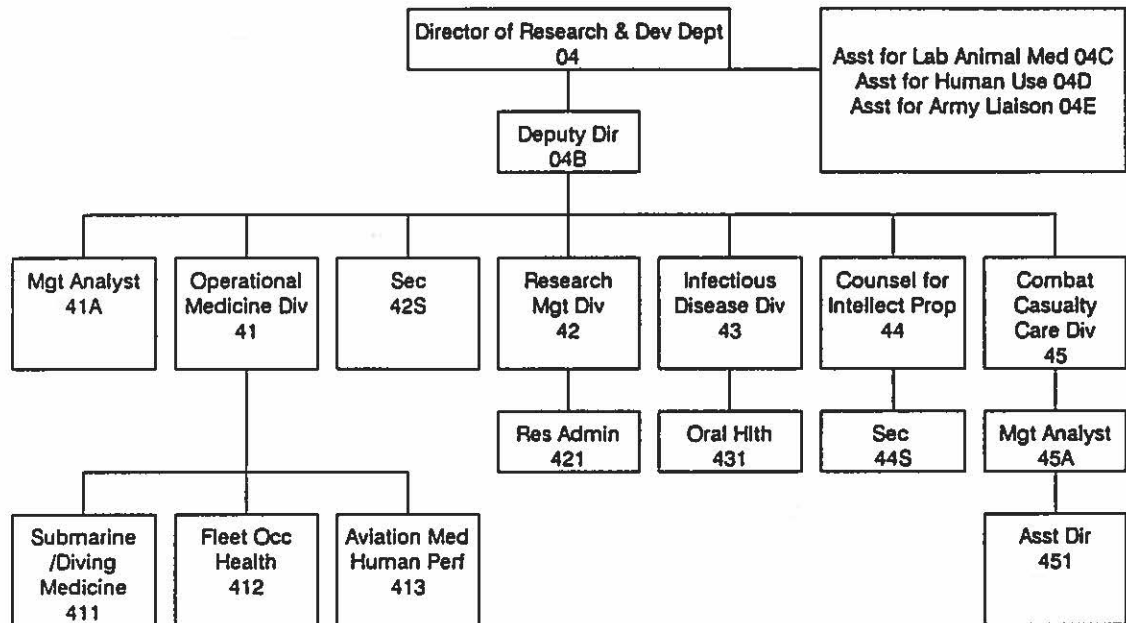 Director of Research & Dev Dept
04
Asst for Lab Animal Med 04C
Asst for Human Use 04D
Asst for Army Liaison 04E
Deputy Dir
04B
Mgt Analyst
41A
Operational
Medicine Div
41
Sec
42S
Research
Mgt Div
42
Infectious
Disease Div
43
Counsel for
Intellect Prop
44
Combat
Casualty
Care Div
45
Res Admin
421
Oral Hlth
431
Sec
44S
Mgt Analyst
45A
Submarine
/Diving
Medicine
411
Fleet Occ
Health
412
Aviation Med
Human Perf
413
Asst Dir
451